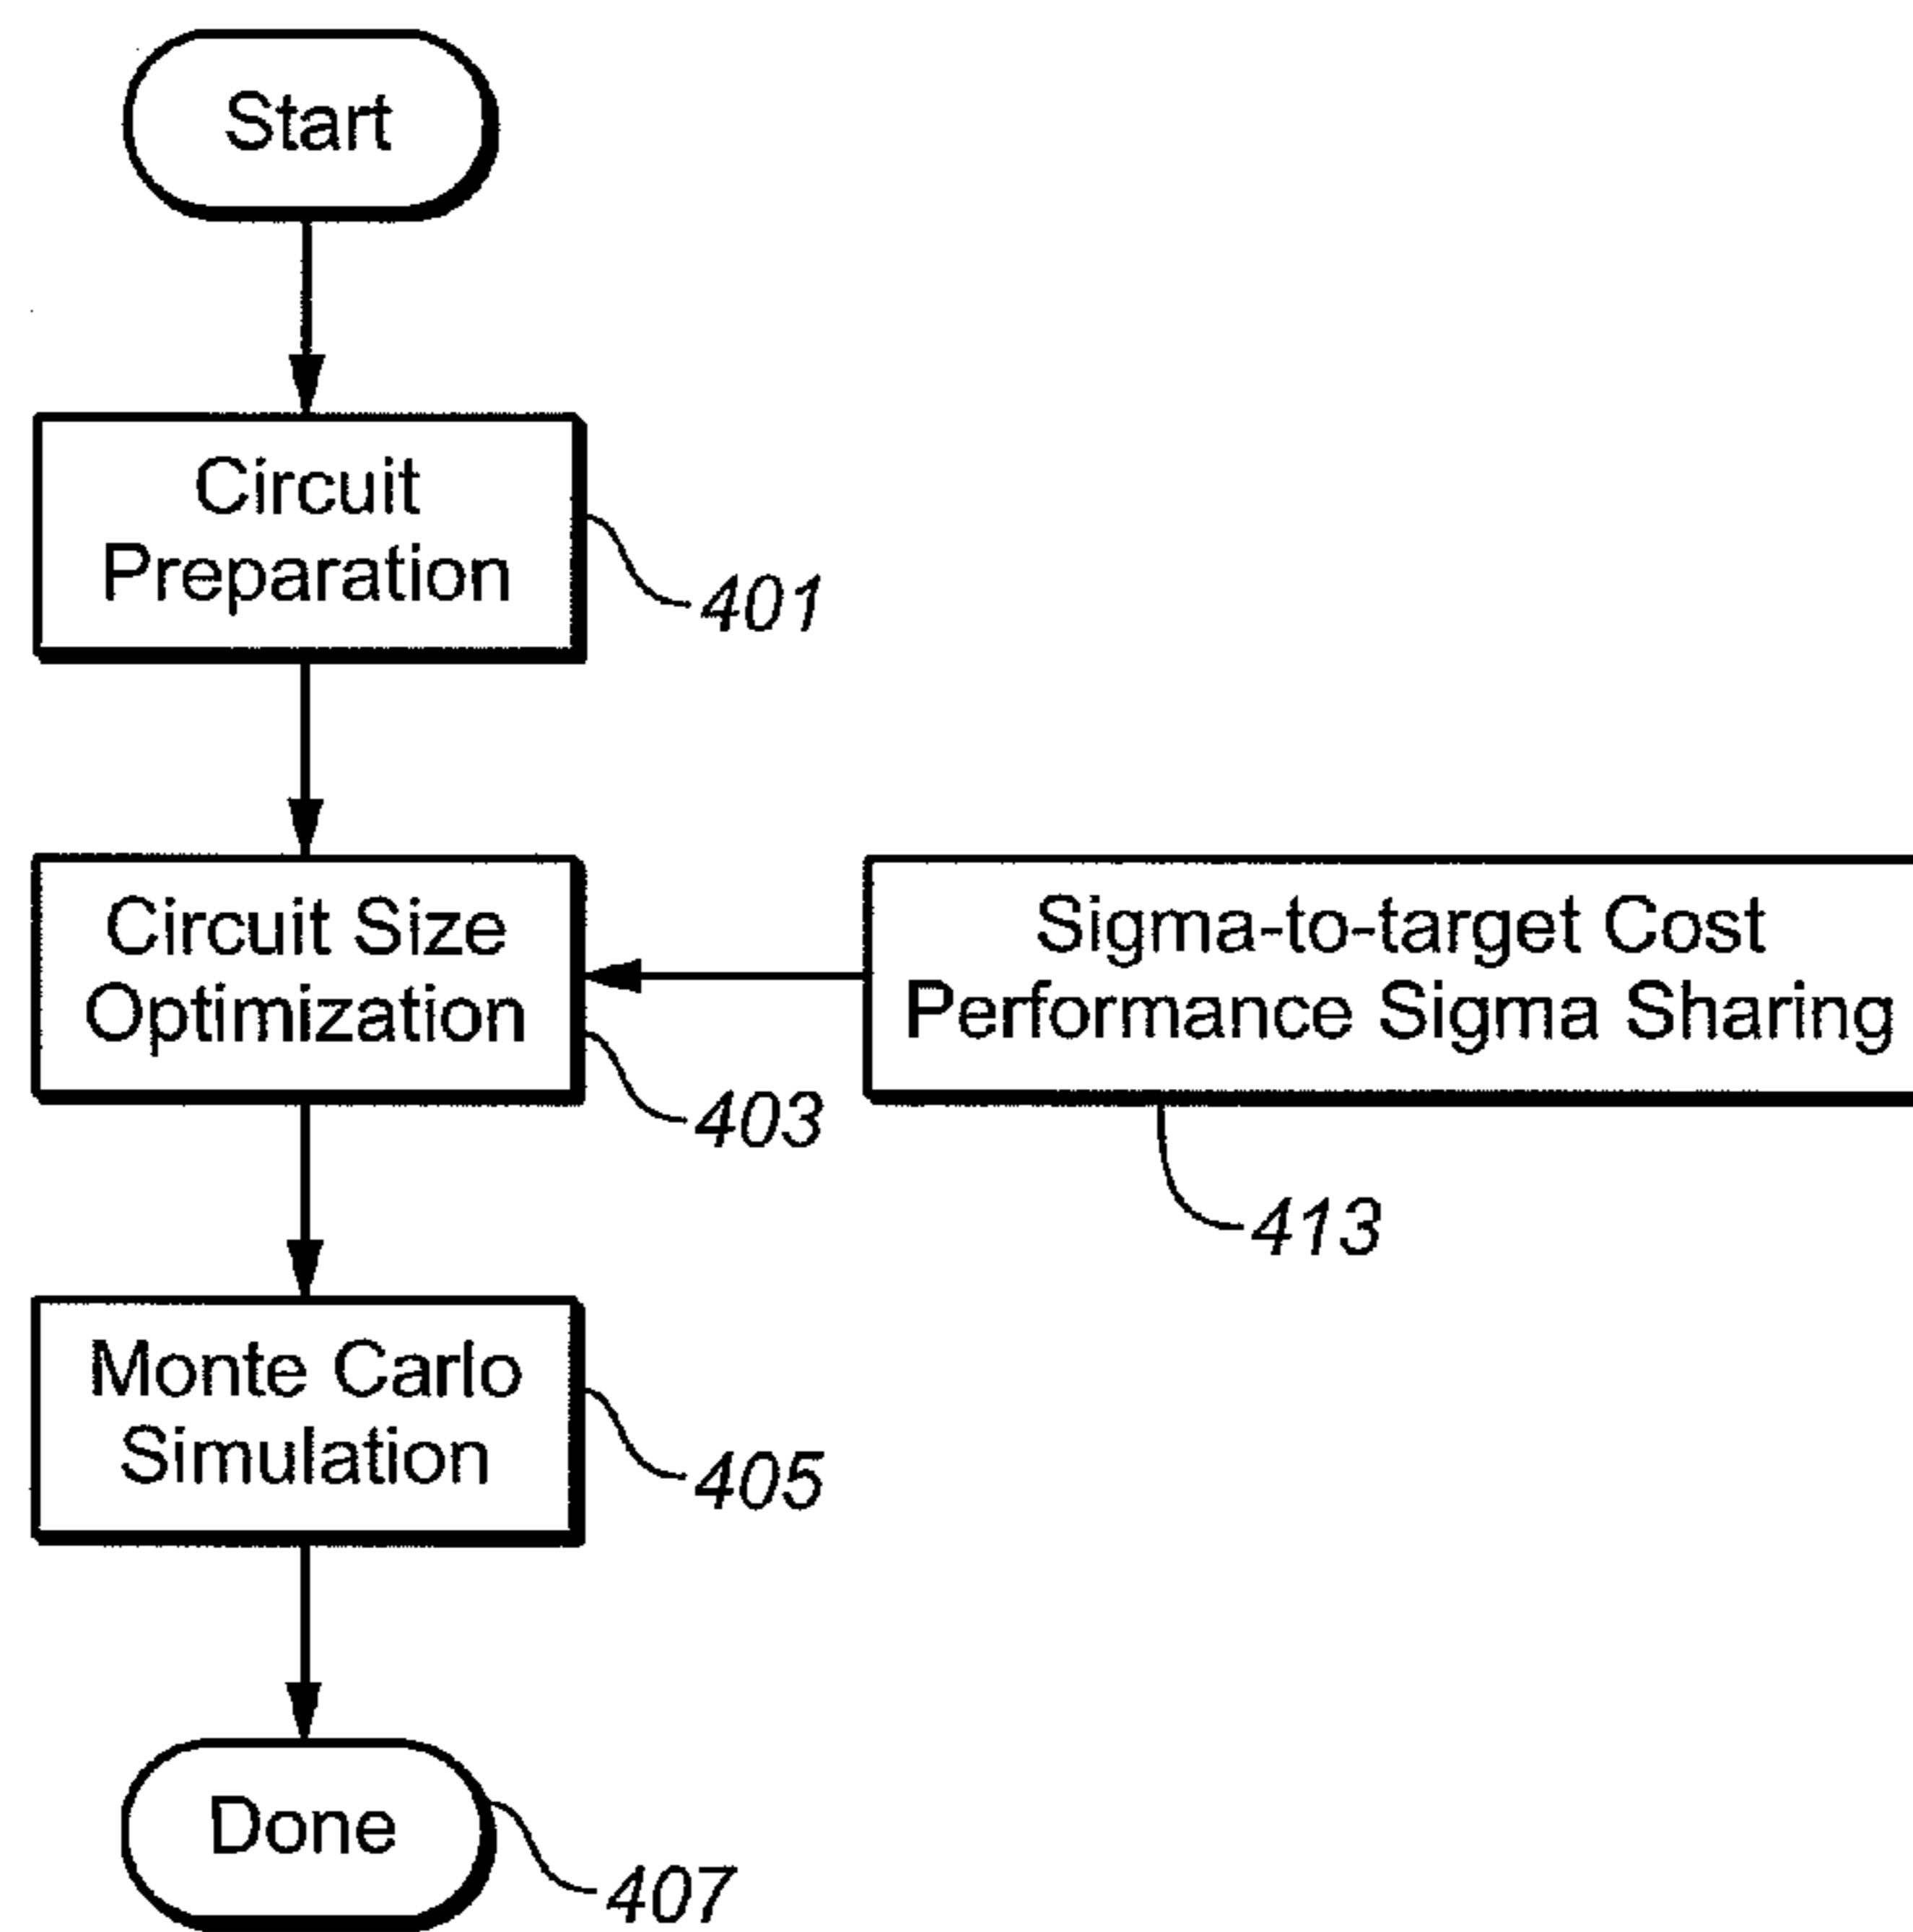 Start
Circuit
Preparation
401
Circuit Size
Optimization
403
Sigma-to-target Cost
Performance Sigma Sharing
413
Monte Carlo
Simulation
405
Done
407